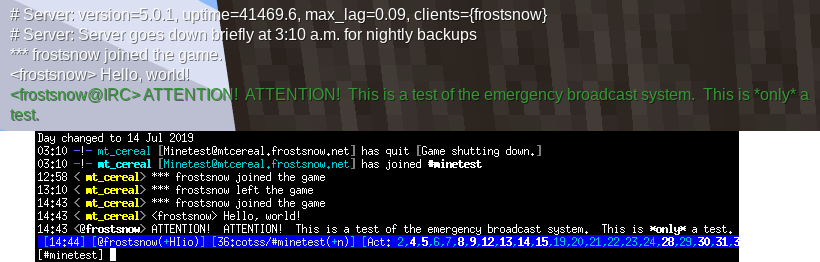 # Server: version=5.0.1, uptime=41469.6, max_lag=0.09, clients={frostsnow}
# Server: Server goes down briefly at 3:10 a.m. for nightly backups
*** frostsnow joined the game.
<frostsnow> Hello, world!
<frostsnow@IRC> ATTENTION!  ATTENTION!  This is a test of the emergency broadcast system.  This is *only* a
test.
Day changed to 14 Jul 2019
03:10 -!- mt_cereal [Minetest@mtcereal.frostsnow.net] has quit [Game shutting down.]
03:10 -!- mt_cereal [Minetest@mtcereal.frostsnow.net] has joined #minetest
12:58 < mt_cereal> *** frostsnow joined the game
13:10 < mt_cereal> *** frostsnow left the game
14:43 < mt_cereal> *** frostsnow joined the game
14:43 < mt_cereal> <frostsnow> Hello, world!
14:43 <@frostsnow> ATTENTION!  ATTENTION!  This is a test of the emergency broadcast system.  This is *only* a test.
[14:44] [@frostsnow(+HIio)] [36:cotss/#minetest(+n)] [Act: 2,4,5,6,7,8,9,12,13,14,15,19,20,21,22,23,24,28,29,30,31,3
[#minetest]